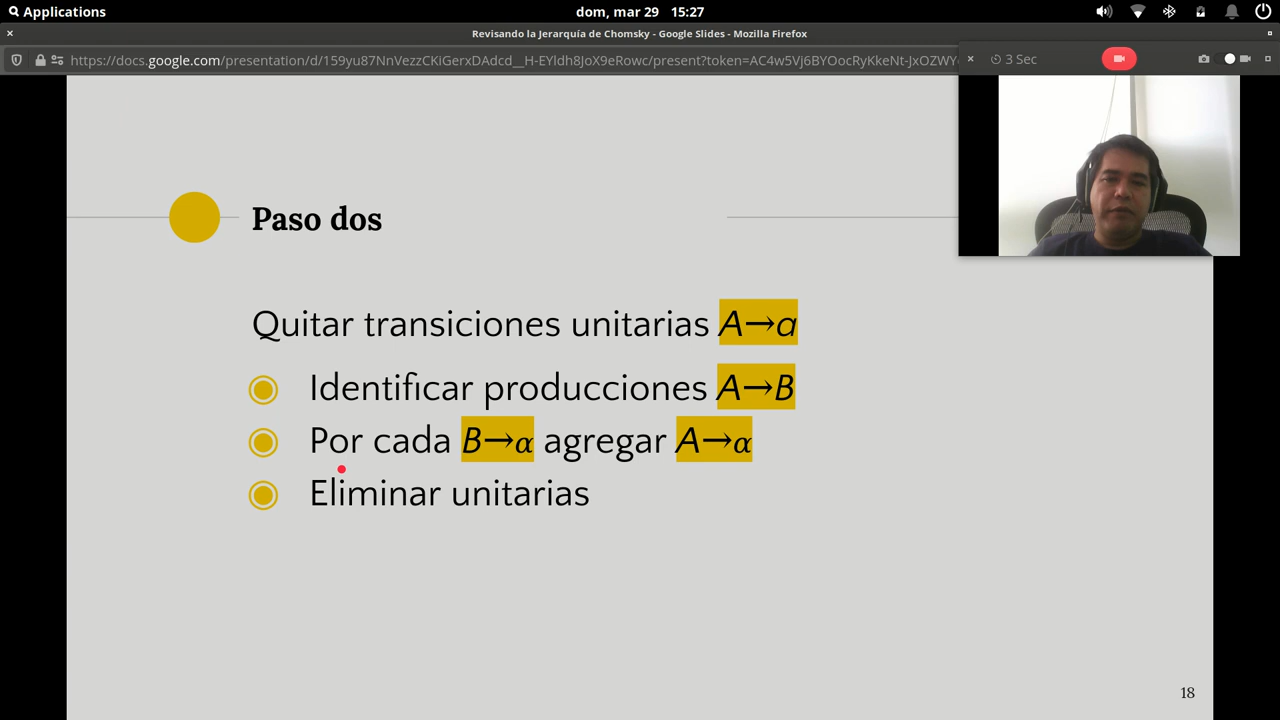 Applications
dom, mar 29 15:27
Revisando la Jerarquía de Chomsky - Google Slides - Mozilla Firefox
https://docs.google.com/presentation/d/159yu87NnVezzCKiGerxDAdcd__H-EYldh8JoX9eRowc/present?token=AC4w5Vj6BYOocRyKkeNt-JxOZWY
3 Sec
Paso dos
Quitar transiciones unitarias A→a
Identificar producciones A→B
Por cada B→α agregar A→α
Eliminar unitarias
18